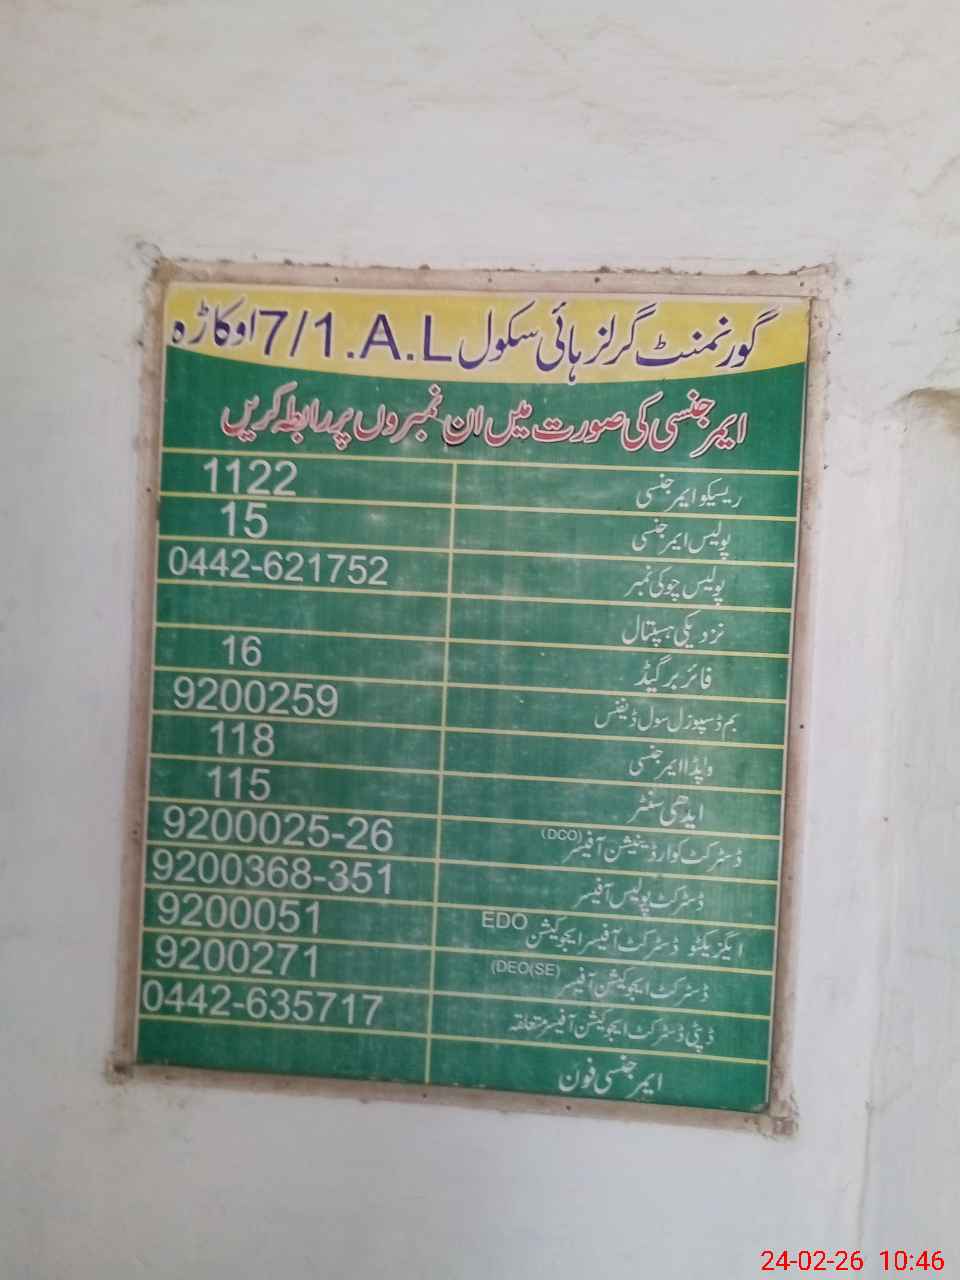 گورنمنٹ گرلز ہائی سکول 7/1.A.L اوکاڑہ
ایمرجنسی کی صورت میں ان نمبروں پر رابطہ کریں
ریسکیو ایمرجنسی 1122
پولیس ایمرجنسی 15
پولیس چوکی نمبر 0442-621752
نزدیکی ہسپتال
فائر بریگیڈ 16
بم ڈسپوزل سول ڈیفنس 9200259
واپڈا ایمرجنسی 118
ایدھی سنٹر 115
ڈسٹرکٹ کوارڈینیشن آفیسر (DCO) 9200025-26
ڈسٹرکٹ پولیس آفیسر 9200368-351
ایگزیکٹو ڈسٹرکٹ آفیسر ایجوکیشن EDO 9200051
ڈسٹرکٹ ایجوکیشن آفیسر (DEO(SE) 9200271
ڈپٹی ڈسٹرکٹ ایجوکیشن آفیسر متعلقہ 0442-635717
ایمرجنسی فون
24-02-26 10:46